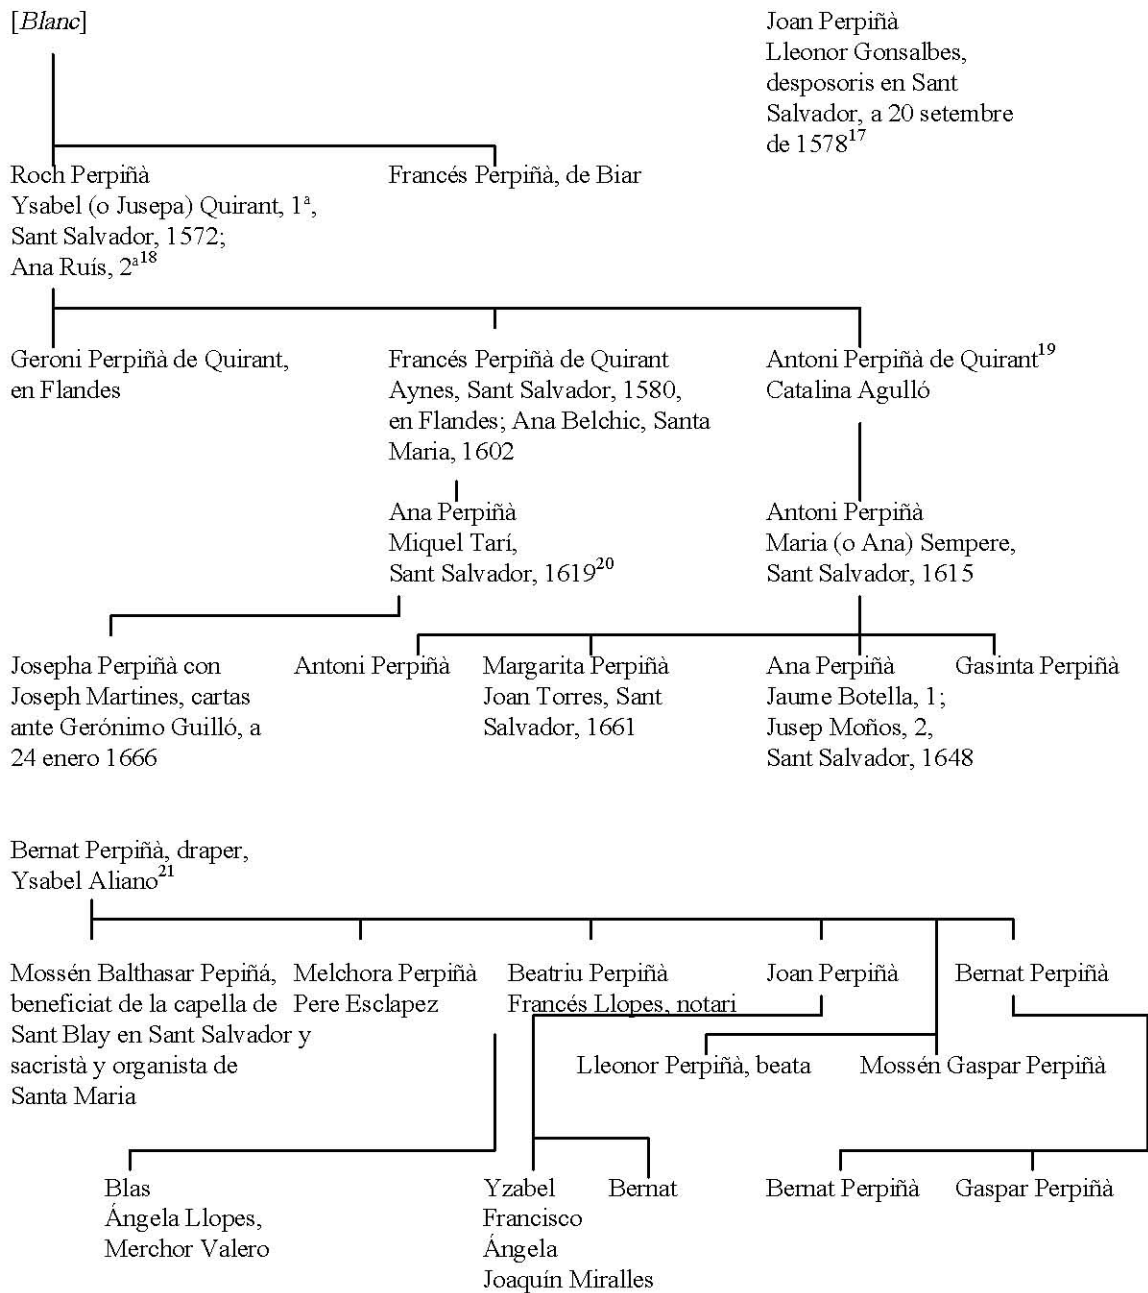 [Blanc]
Joan Perpiñà
Lleonor Gonsalbes,
desposoris en Sant
Salvador, a 20 setembre
de 1578¹⁷
Roch Perpiñà
Ysabel (o Jusepa) Quirant, 1ª,
Sant Salvador, 1572;
Ana Ruís, 2ª¹⁸
Francés Perpiñà, de Biar
Geroni Perpiñà de Quirant,
en Flandes
Francés Perpiñà de Quirant
Aynes, Sant Salvador, 1580,
en Flandes; Ana Belchic, Santa
Maria, 1602
Antoni Perpiñà de Quirant¹⁹
Catalina Agulló
Ana Perpiñà
Miquel Tarí,
Sant Salvador, 1619²⁰
Antoni Perpiñà
Maria (o Ana) Sempere,
Sant Salvador, 1615
Josepha Perpiñà con
Joseph Martines, cartas
ante Gerónimo Guilló, a
24 enero 1666
Antoni Perpiñà
Margarita Perpiñà
Joan Torres, Sant
Salvador, 1661
Ana Perpiñà
Jaume Botella, 1;
Jusep Moños, 2,
Sant Salvador, 1648
Gasinta Perpiñà
Bernat Perpiñà, draper,
Ysabel Aliano²¹
Mossén Balthasar Pepiñá,
beneficiat de la capella de
Sant Blay en Sant Salvador y
sacristà y organista de
Santa Maria
Melchora Perpiñà
Pere Esclapez
Beatriu Perpiñà
Francés Llopes, notari
Joan Perpiñà
Bernat Perpiñà
Lleonor Perpiñà, beata
Mossén Gaspar Perpiñà
Blas
Ángela Llopes,
Merchor Valero
Yzabel
Francisco
Ángela
Joaquín Miralles
Bernat
Bernat Perpiñà
Gaspar Perpiñà